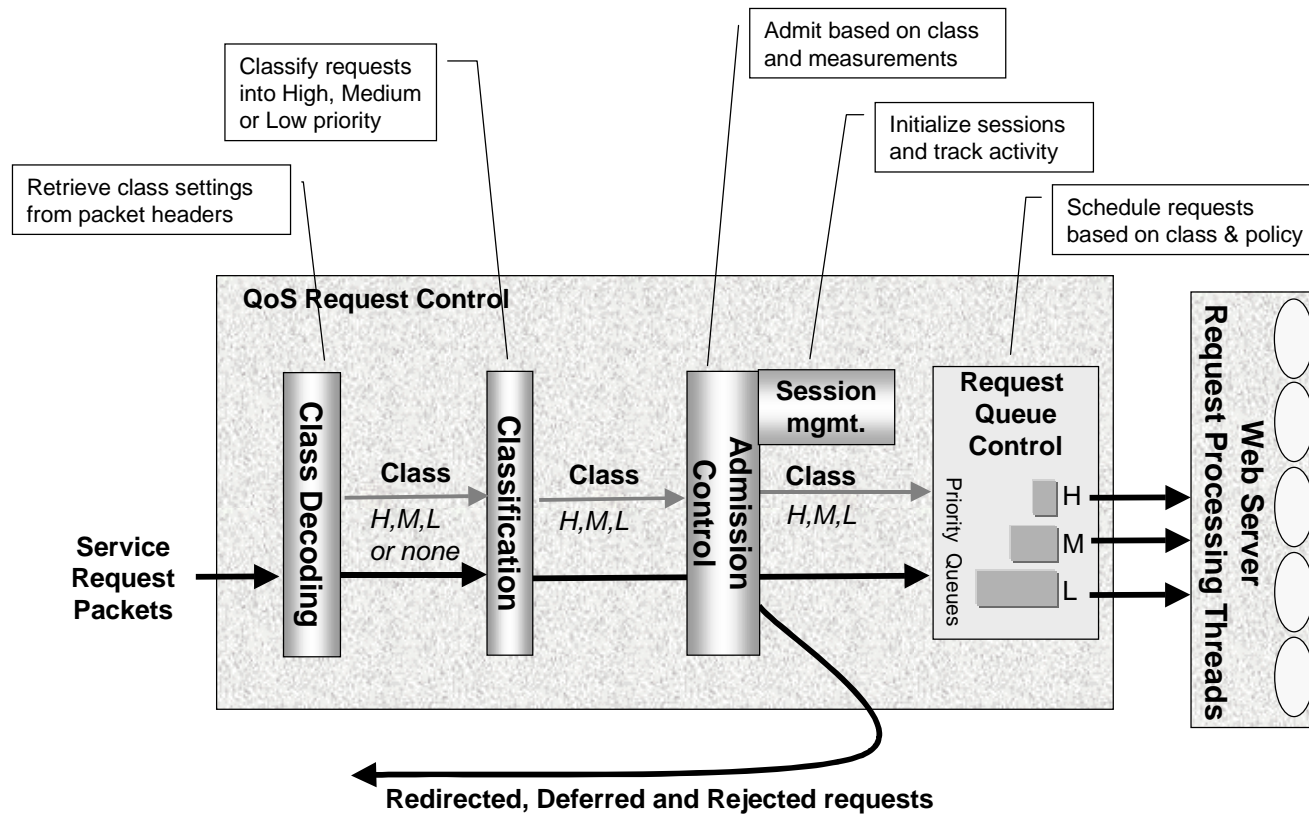 Admit based on class
and measurements
Classify requests
into High, Medium
or Low priority
Initialize sessions
and track activity
Retrieve class settings
from packet headers
Schedule requests
based on class & policy
QoS Request Control
Service
Request
Packets
Class Decoding
Class
H,M,L
or none
Classification
Class
H,M,L
Admission
Control
Session
mgmt.
Class
H,M,L
Request
Queue
Control
Priority Queues
H
M
L
Web Server
Request Processing Threads
Redirected, Deferred and Rejected requests